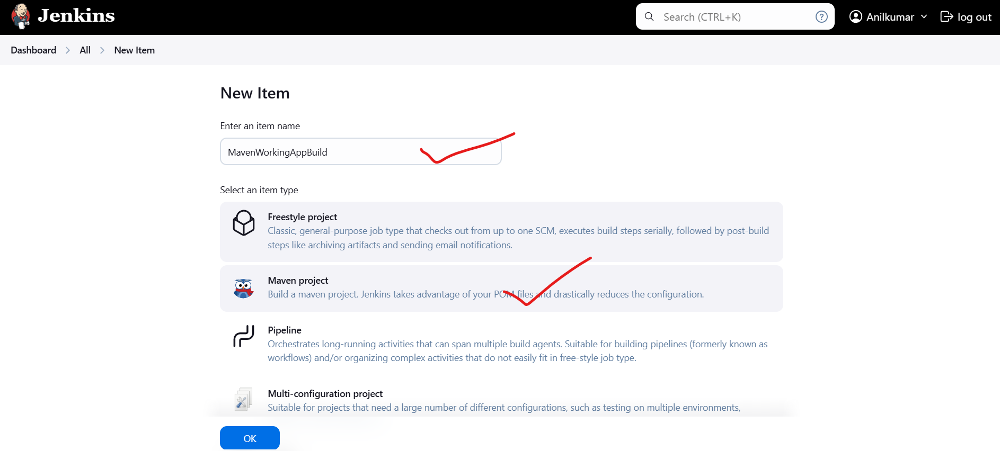 Jenkins
Search (CTRL+K)
?
Anilkumar
log out
Dashboard > All > New Item
New Item
Enter an item name
MavenWorkingAppBuild
Select an item type
Freestyle project
Classic, general-purpose job type that checks out from up to one SCM, executes build steps serially, followed by post-build
steps like archiving artifacts and sending email notifications.
Maven project
Build a maven project. Jenkins takes advantage of your POM files and drastically reduces the configuration.
Pipeline
Orchestrates long-running activities that can span multiple build agents. Suitable for building pipelines (formerly known as
workflows) and/or organizing complex activities that do not easily fit in free-style job type.
Multi-configuration project
Suitable for projects that need a large number of different configurations, such as testing on multiple environments,
OK